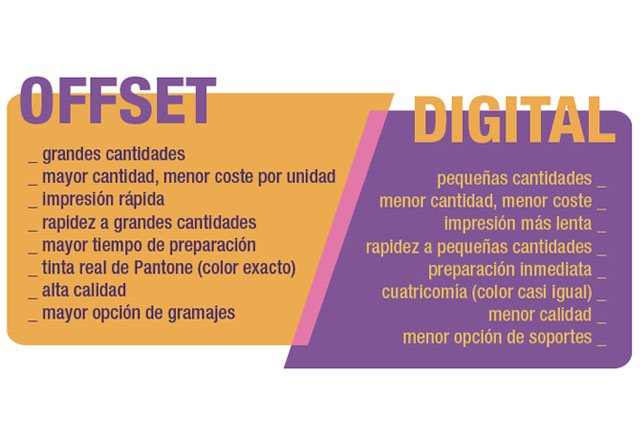 OFFSET
_ grandes cantidades
_ mayor cantidad, menor coste por unidad
_ impresión rápida
_ rapidez a grandes cantidades
_ mayor tiempo de preparación
_ tinta real de Pantone (color exacto)
_ alta calidad
_ mayor opción de gramajes
DIGITAL
pequeñas cantidades _
menor cantidad, menor coste _
impresión más lenta _
rapidez a pequeñas cantidades _
preparación inmediata _
cuatricomía (color casi igual) _
menor calidad _
menor opción de soportes _